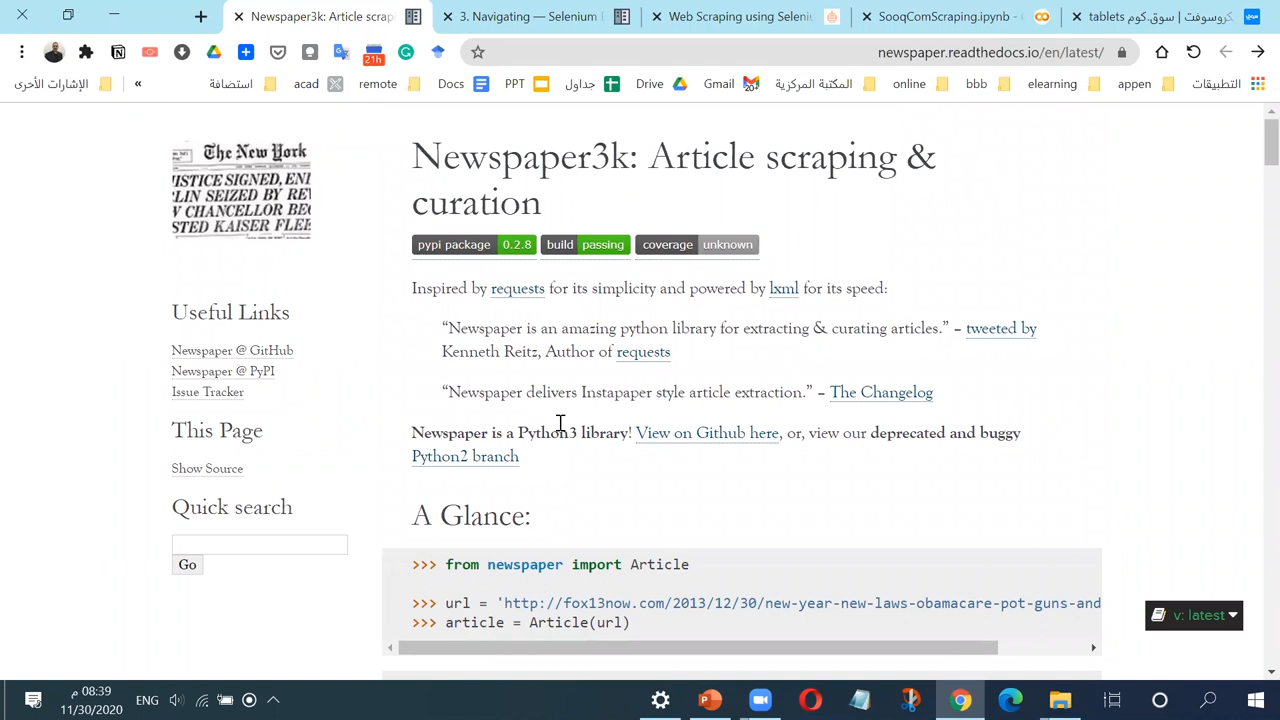 Newspaper3k: Article scraping
3. Navigating — Selenium
Web Scraping using Seleni
SooqComScraping.ipynb - 
tablets سوق.كوم | كروسوفت
newspaper.readthedocs.io/en/latest/
21h
الإشارات الأخرى
«
استضافة
acad
remote
Docs
PPT
جداول
Drive
Gmail
20+
المكتبة المركزية
online
bbb
elearning
appen
التطبيقات
The New York
Newspaper3k: Article scraping &
curation
pypi package 0.2.8 build passing coverage unknown
Inspired by requests for its simplicity and powered by lxml for its speed:
“Newspaper is an amazing python library for extracting & curating articles.” – tweeted by
Kenneth Reitz, Author of requests
“Newspaper delivers Instapaper style article extraction.” – The Changelog
Newspaper is a Python3 library! View on Github here, or, view our deprecated and buggy
Python2 branch
A Glance:
>>> from newspaper import Article
>>> url = 'http://fox13now.com/2013/12/30/new-year-new-laws-obamacare-pot-guns-and
>>> article = Article(url)
Useful Links
Newspaper @ GitHub
Newspaper @ PyPI
Issue Tracker
This Page
Show Source
Quick search
Go
v: latest
08:39 م
11/30/2020
ENG